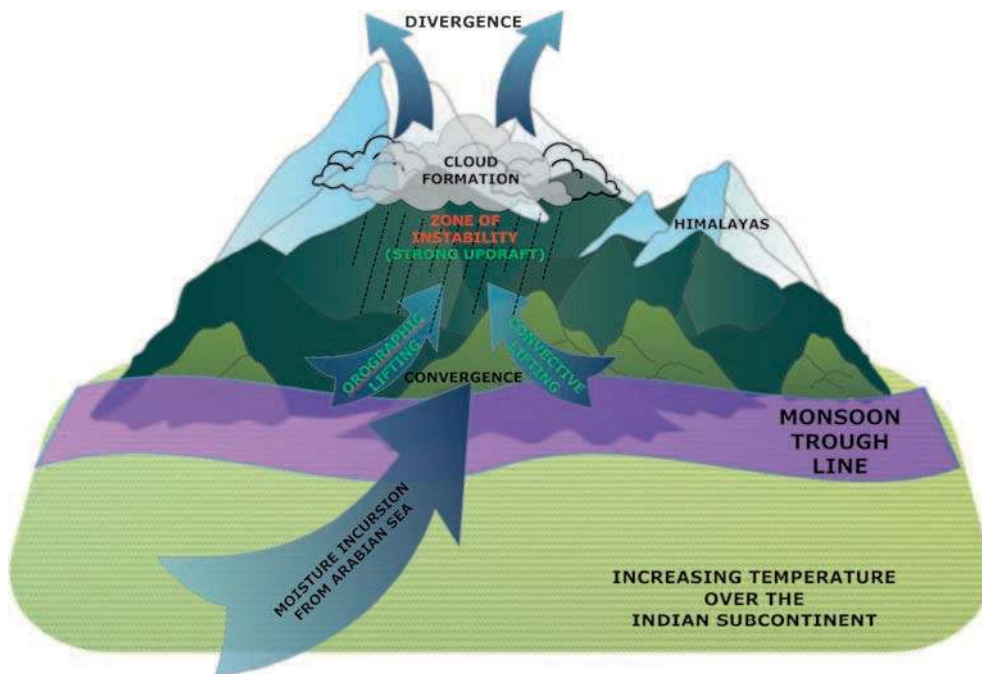 DIVERGENCE
CLOUD
FORMATION
ZONE OF
INSTABILITY
(STRONG UPDRAFT)
HIMALAYAS
OROGRAPHIC
LIFTING
CONVECTIVE
LIFTING
CONVERGENCE
MONSOON
TROUGH
LINE
MOISTURE INCURSION
FROM ARABIAN SEA
INCREASING TEMPERATURE
OVER THE
INDIAN SUBCONTINENT